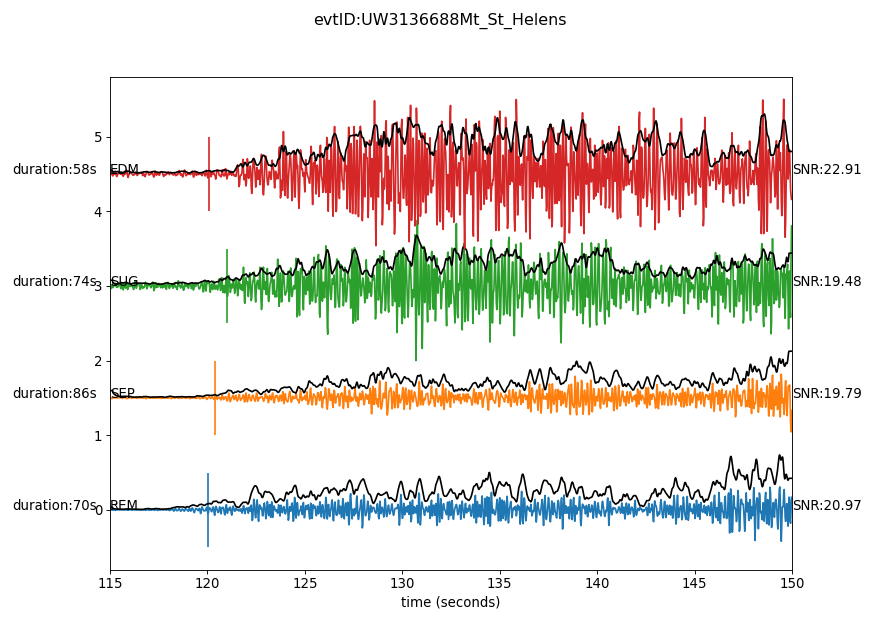 evtID:UW3136688Mt_St_Helens
5
duration:58s EDM SNR:22.91
4
duration:74s 3 SUG SNR:19.48
2
duration:86s SEP SNR:19.79
1
duration:70s 0 REM SNR:20.97
115 120 125 130 135 140 145 150
time (seconds)